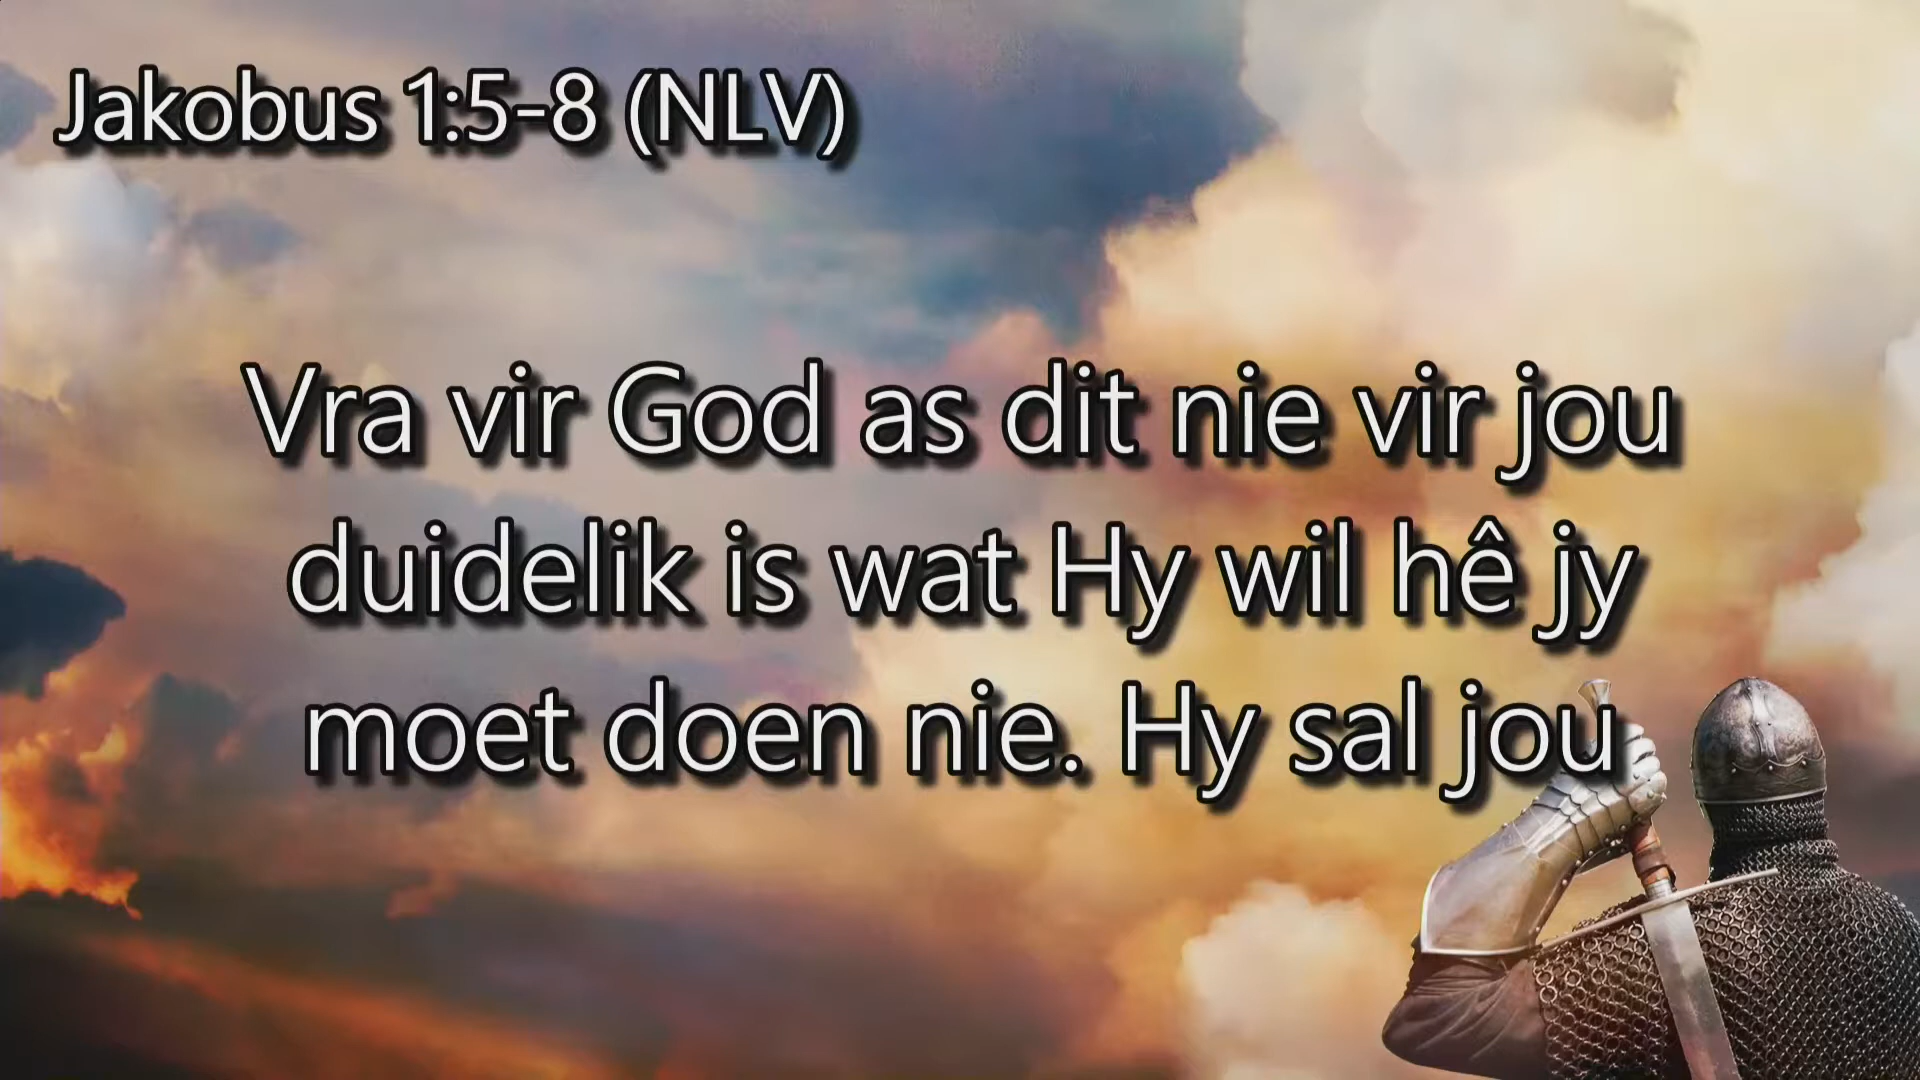 Jakobus 1:5-8 (NLV)
Vra vir God as dit nie vir jou
duidelik is wat Hy wil hê jy
moet doen nie. Hy sal jou